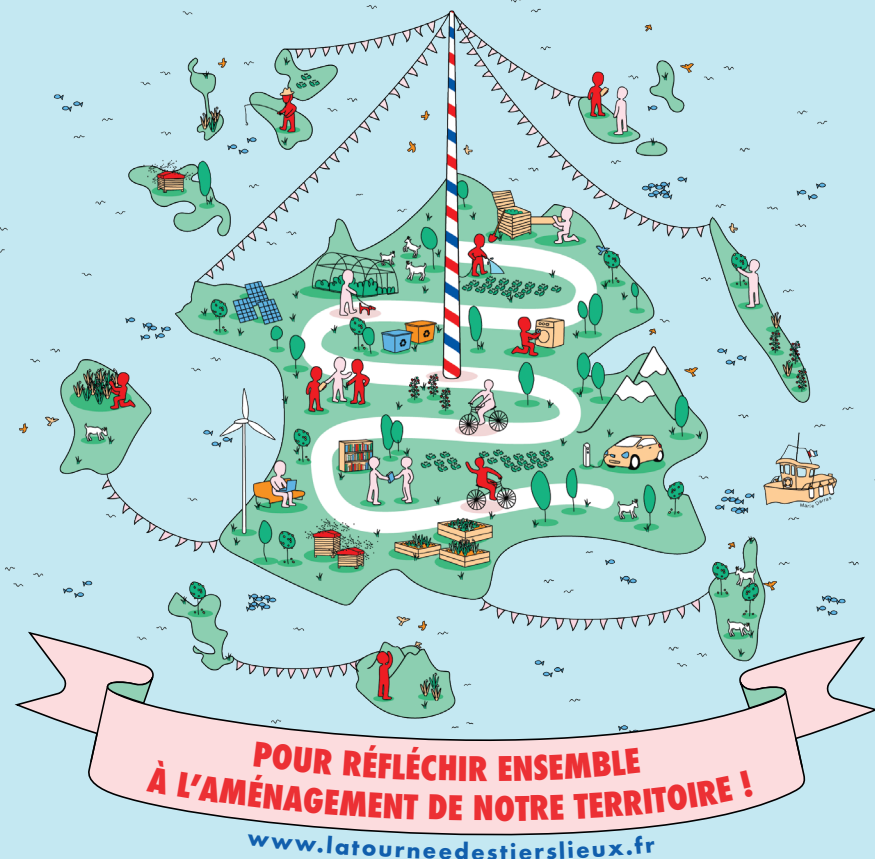 POUR RÉFLÉCHIR ENSEMBLE
À L'AMÉNAGEMENT DE NOTRE TERRITOIRE !
www.latourneedestierslieux.fr